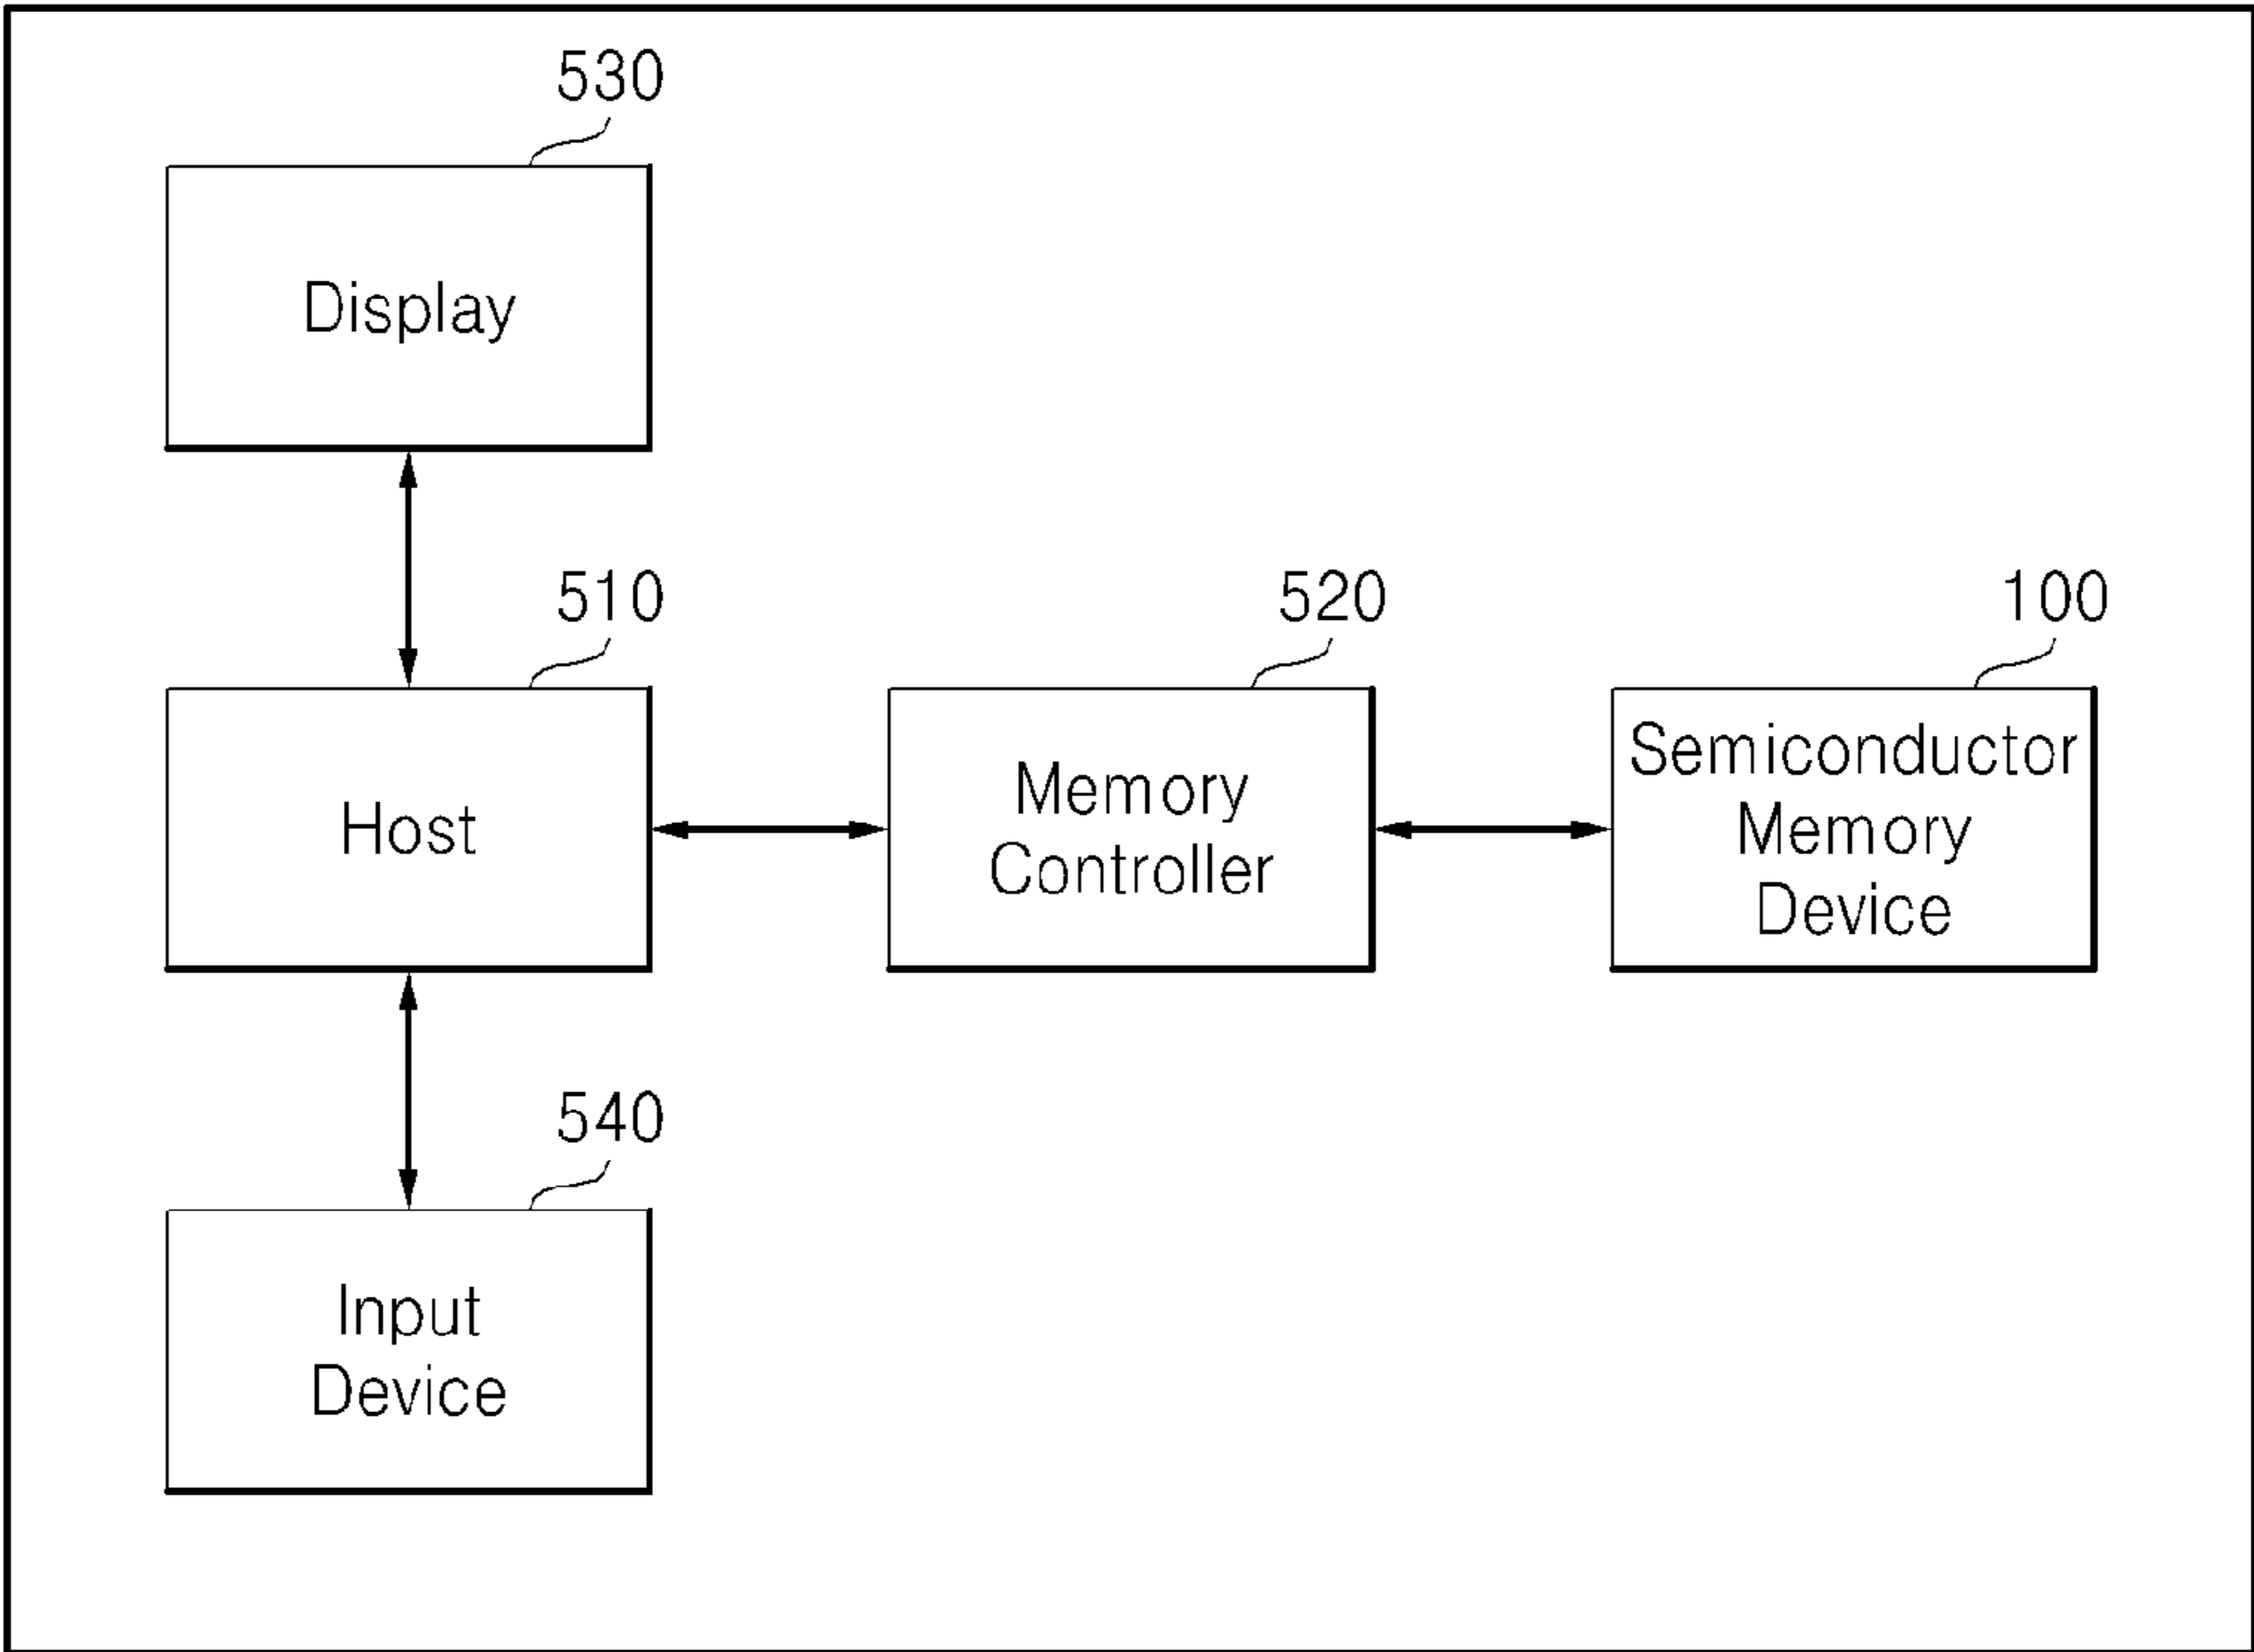 530
Display
510
520
100
Host
Memory
Controller
Semiconductor
Memory
Device
540
Input
Device